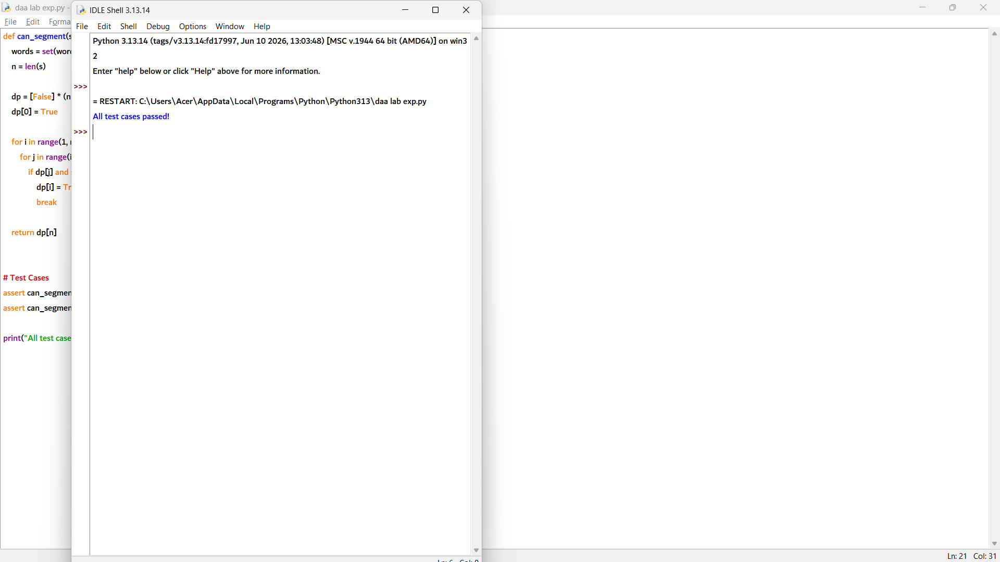 daa lab exp.py -
File Edit Forma
def can_segment(s
words = set(word
n = len(s)
dp = [False] * (n
dp[0] = True
for i in range(1, n
for j in range(i
if dp[j] and s
dp[i] = Tr
break
return dp[n]
# Test Cases
assert can_segmen
assert can_segmen
print("All test case
IDLE Shell 3.13.14
File Edit Shell Debug Options Window Help
Python 3.13.14 (tags/v3.13.14:fd17997, Jun 10 2026, 13:03:48) [MSC v.1944 64 bit (AMD64)] on win3
2
Enter "help" below or click "Help" above for more information.
>>>
= RESTART: C:\Users\Acer\AppData\Local\Programs\Python\Python313\daa lab exp.py
All test cases passed!
>>>
Ln: 6 Col: 0
Ln: 21 Col: 31